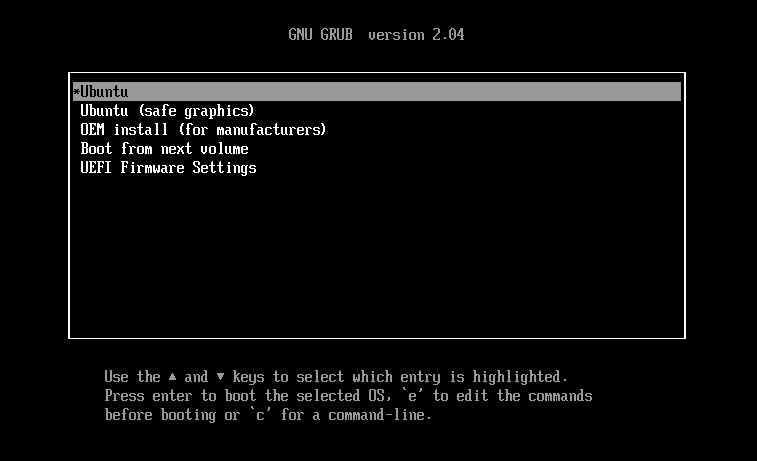 GNU GRUB  version 2.04
*Ubuntu
Ubuntu (safe graphics)
OEM install (for manufacturers)
Boot from next volume
UEFI Firmware Settings
Use the ▲ and ▼ keys to select which entry is highlighted.
Press enter to boot the selected OS, `e' to edit the commands
before booting or `c' for a command-line.